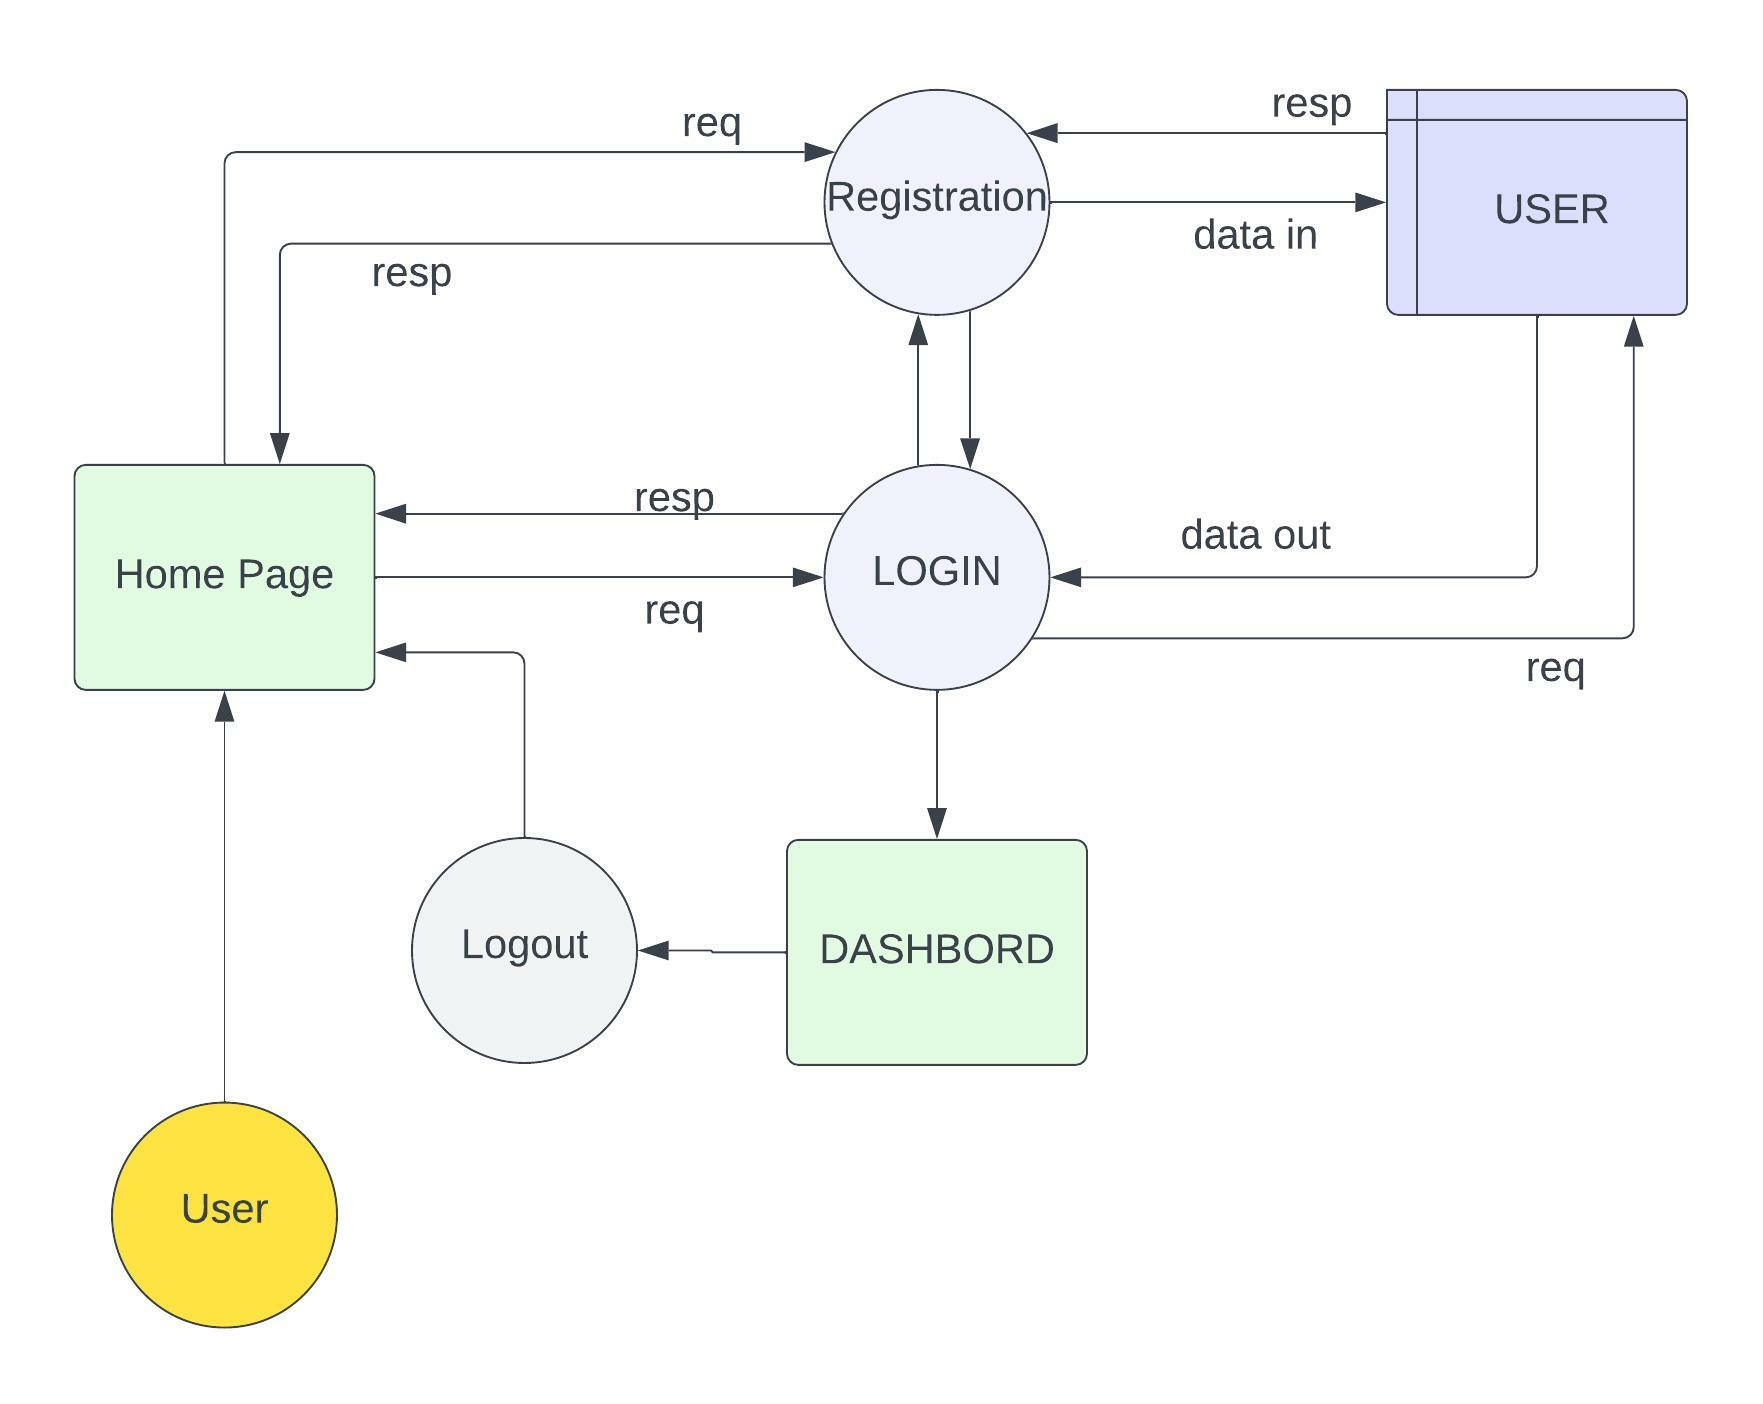 req
resp
Registration
USER
data in
resp
resp
Home Page
LOGIN
data out
req
req
Logout
DASHBORD
User